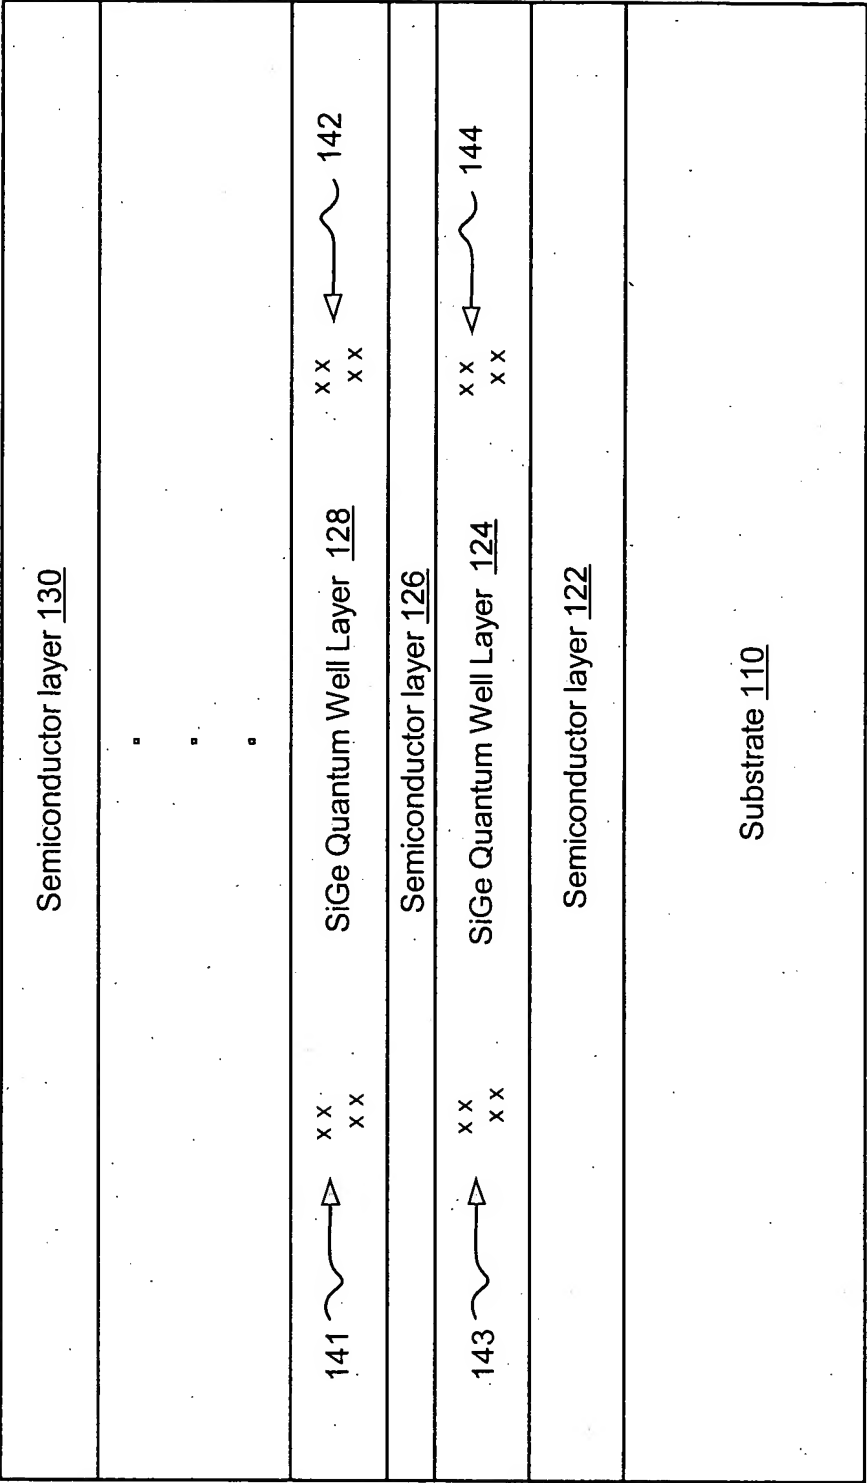 Semiconductor layer 130
141
x x
x x
SiGe Quantum Well Layer 128
x x
x x
142
Semiconductor layer 126
143
x x
x x
SiGe Quantum Well Layer 124
x x
x x
144
Semiconductor layer 122
Substrate 110